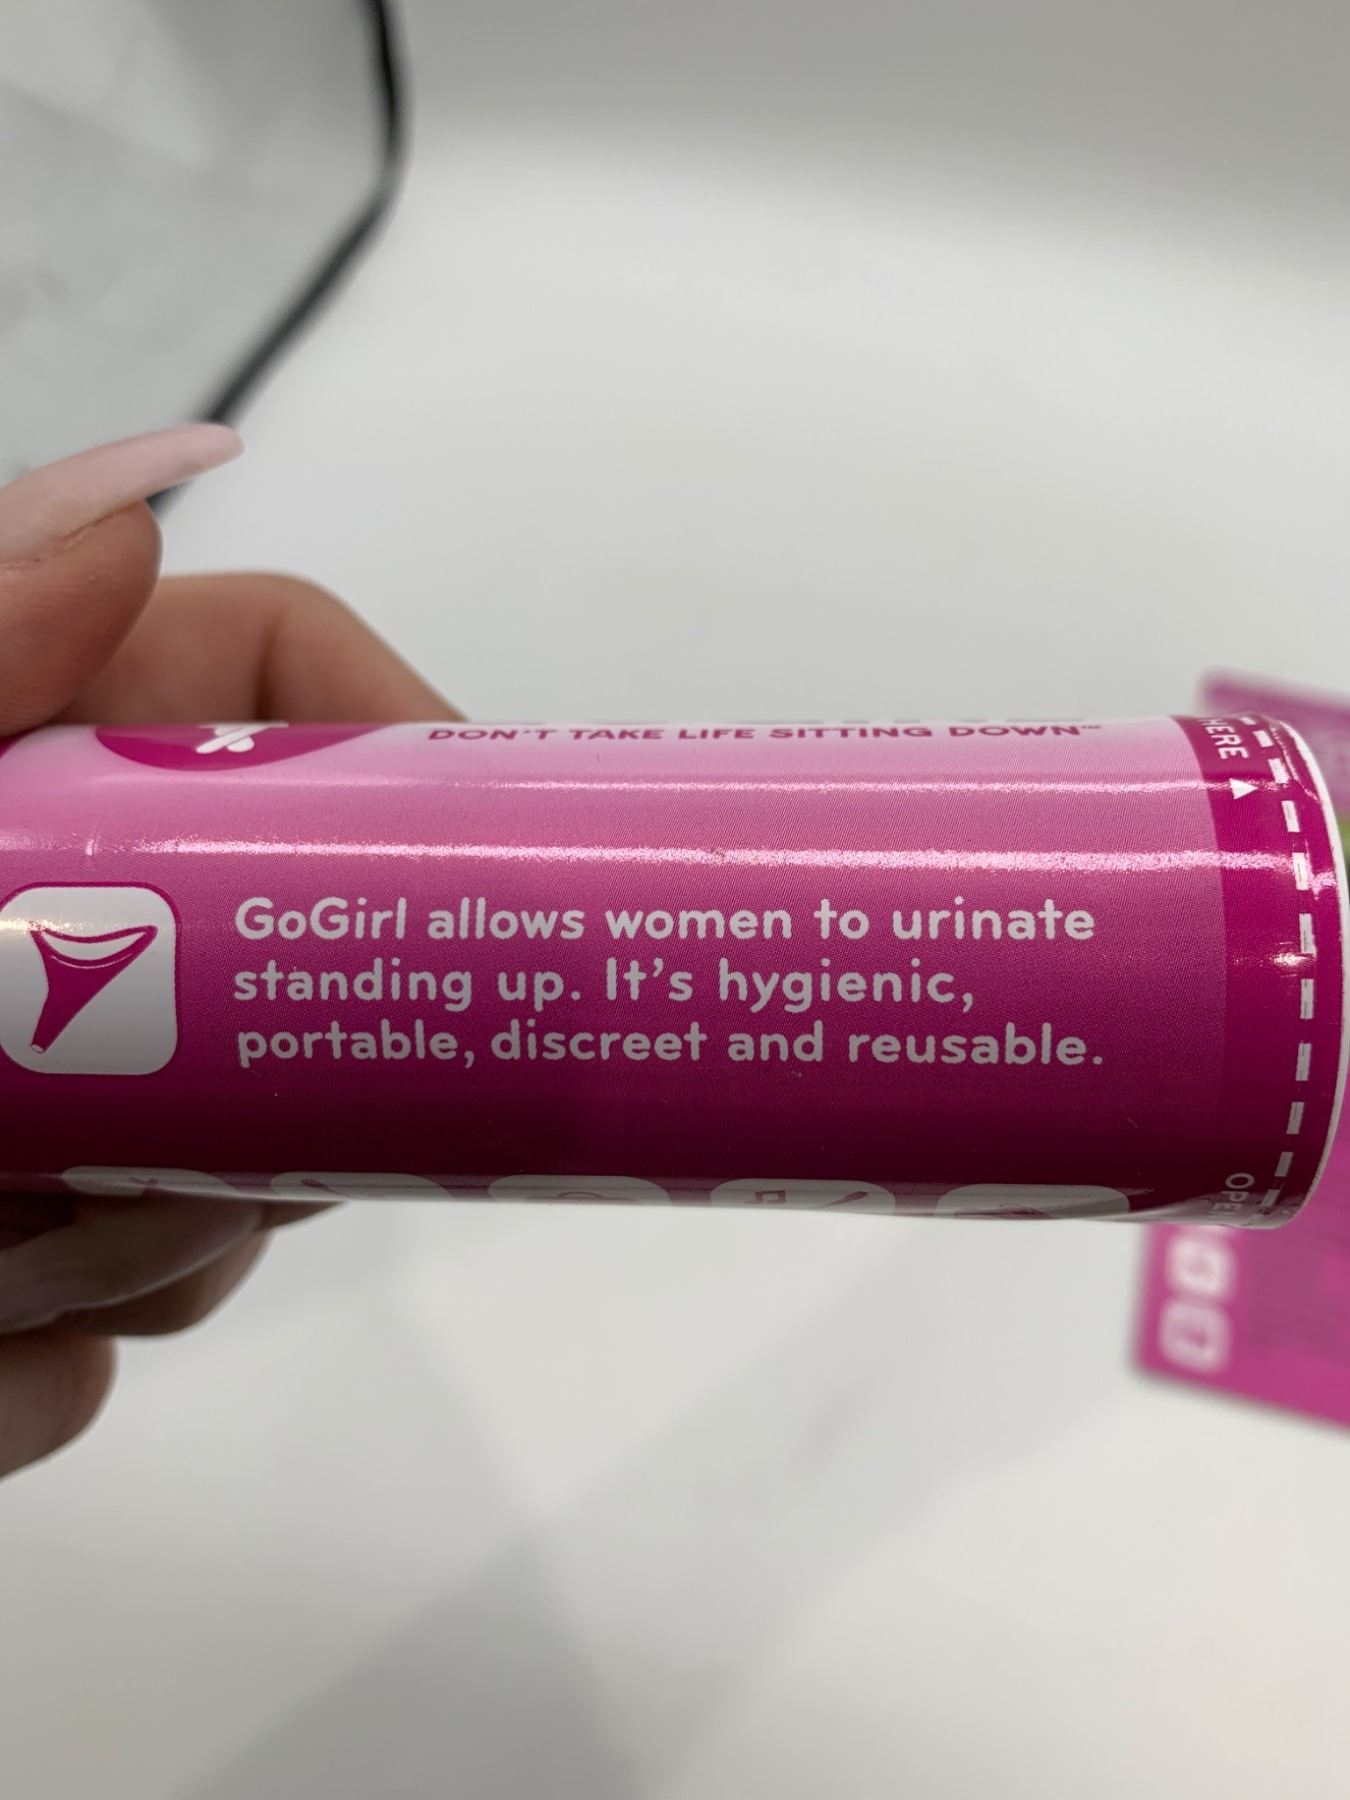 DON'T TAKE LIFE SITTING DOWN™
HERE
GoGirl allows women to urinate
standing up. It's hygienic,
portable, discreet and reusable.